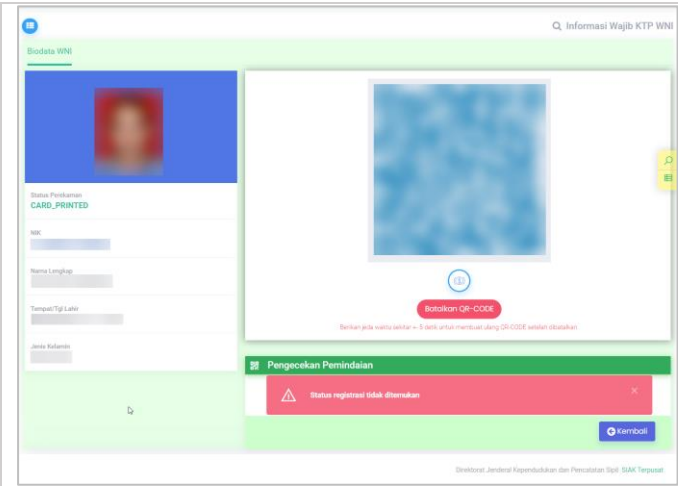 Informasi Wajib KTP WNI
Biodata WNI
Status Perekaman
CARD_PRINTED
NIK
Nama Lengkap
Tempat/Tgl Lahir
Jenis Kelamin
Batalkan QR-CODE
Berikan jeda waktu sekitar +- 5 detik untuk membuat ulang QR-CODE setelah dibatalkan
Pengecekan Pemindaian
Status registrasi tidak ditemukan
Kembali
Direktorat Jenderal Kependudukan dan Pencatatan Sipil SIAK Terpusat